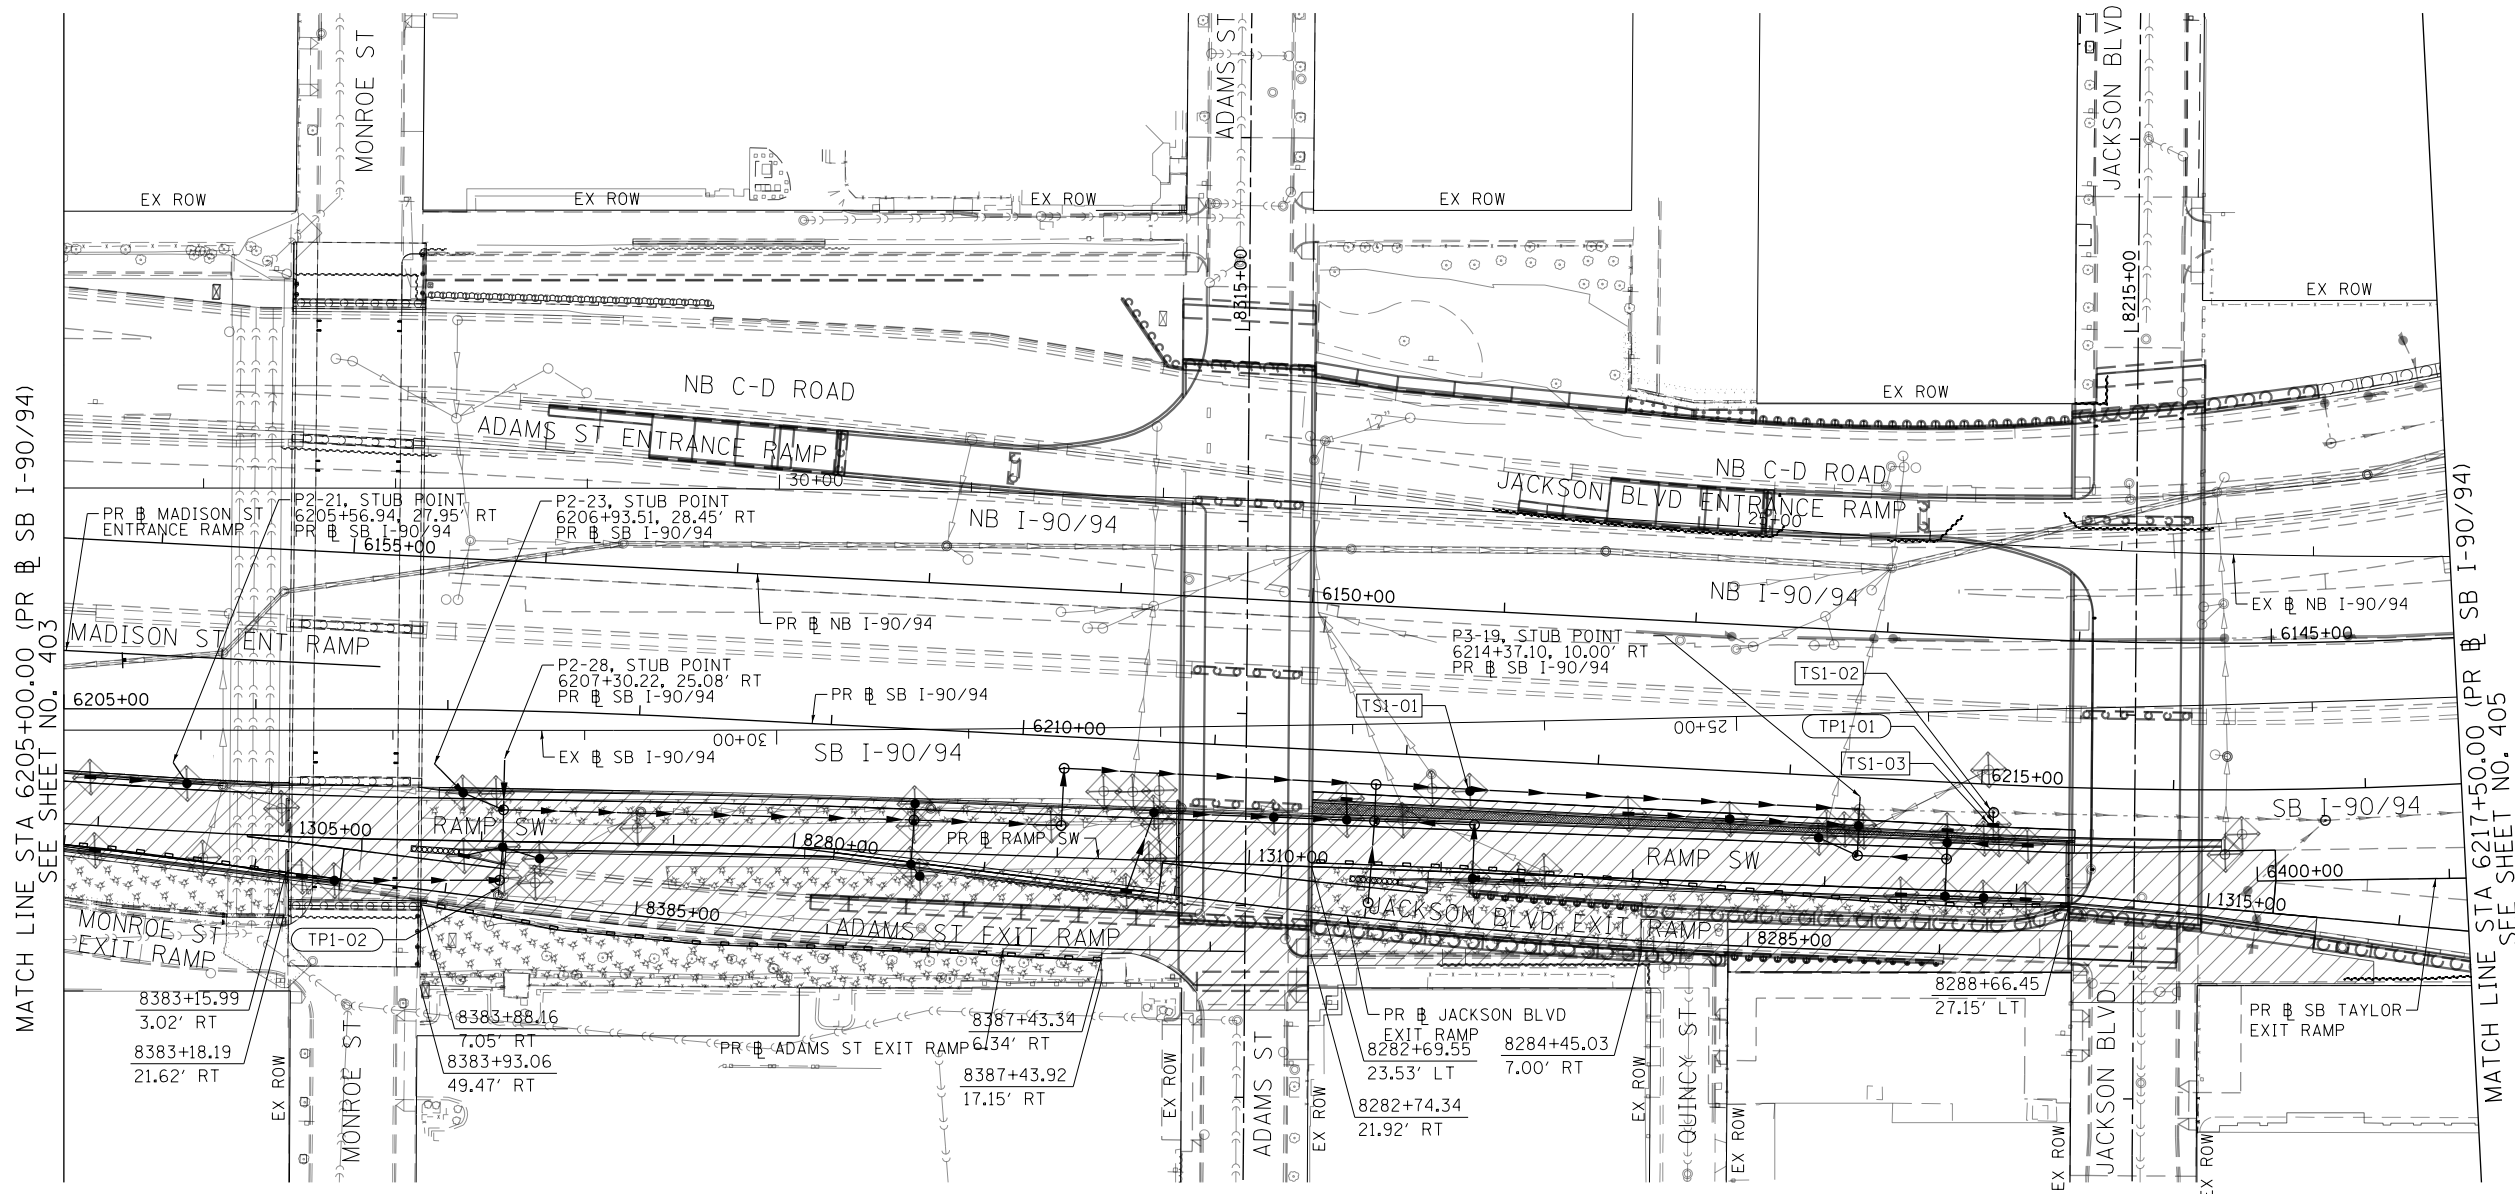 MONROE ST
ADAMS ST
JACKSON BLVD
EX ROW
EX ROW
EX ROW
EX ROW
EX ROW
EX ROW
8315+00
8215+00
MATCH LINE STA 6205+00.00 (PR B SB I-90/94)
SEE SHEET NO. 403
MATCH LINE STA 6217+50.00 (PR B SB I-90/94)
SEE SHEET NO. 405
NB C-D ROAD
ADAMS ST ENTRANCE RAMP
30+00
12"
NB C-D ROAD
JACKSON BLVD ENTRANCE RAMP
25+00
PR B MADISON ST
ENTRANCE RAMP
P2-21, STUB POINT
6205+56.94, 27.95' RT
PR B SB I-90/94
6155+00
P2-23, STUB POINT
6206+93.51, 28.45' RT
PR B SB I-90/94
NB I-90/94
NB I-90/94
6150+00
EX B NB I-90/94
6145+00
PR B NB I-90/94
MADISON ST ENT RAMP
P2-28, STUB POINT
6207+30.22, 25.08' RT
PR B SB I-90/94
PR B SB I-90/94
P3-19, STUB POINT
6214+37.10, 10.00' RT
PR B SB I-90/94
TS1-02
TS1-01
TP1-01
TS1-03
6205+00
6210+00
30+00
25+00
EX B SB I-90/94
SB I-90/94
6215+00
SB I-90/94
1305+00
RAMP SW
8280+00
PR B RAMP SW
1310+00
RAMP SW
6400+00
8385+00
1315+00
MONROE ST
EXIT RAMP
TP1-02
ADAMS ST EXIT RAMP
JACKSON BLVD EXIT RAMP
8285+00
8383+15.99
3.02' RT
8383+18.19
21.62' RT
8383+88.16
7.05' RT
8383+93.06
49.47' RT
PR B ADAMS ST EXIT RAMP
8387+43.34
6.34' RT
8387+43.92
17.15' RT
PR B JACKSON BLVD
EXIT RAMP
8282+69.55
23.53' LT
8282+74.34
21.92' RT
8284+45.03
7.00' RT
8288+66.45
27.15' LT
PR B SB TAYLOR
EXIT RAMP
EX ROW
MONROE ST
EX ROW
ADAMS ST
EX ROW
EX ROW
QUINCY ST
EX ROW
EX ROW
JACKSON BLVD
EX ROW